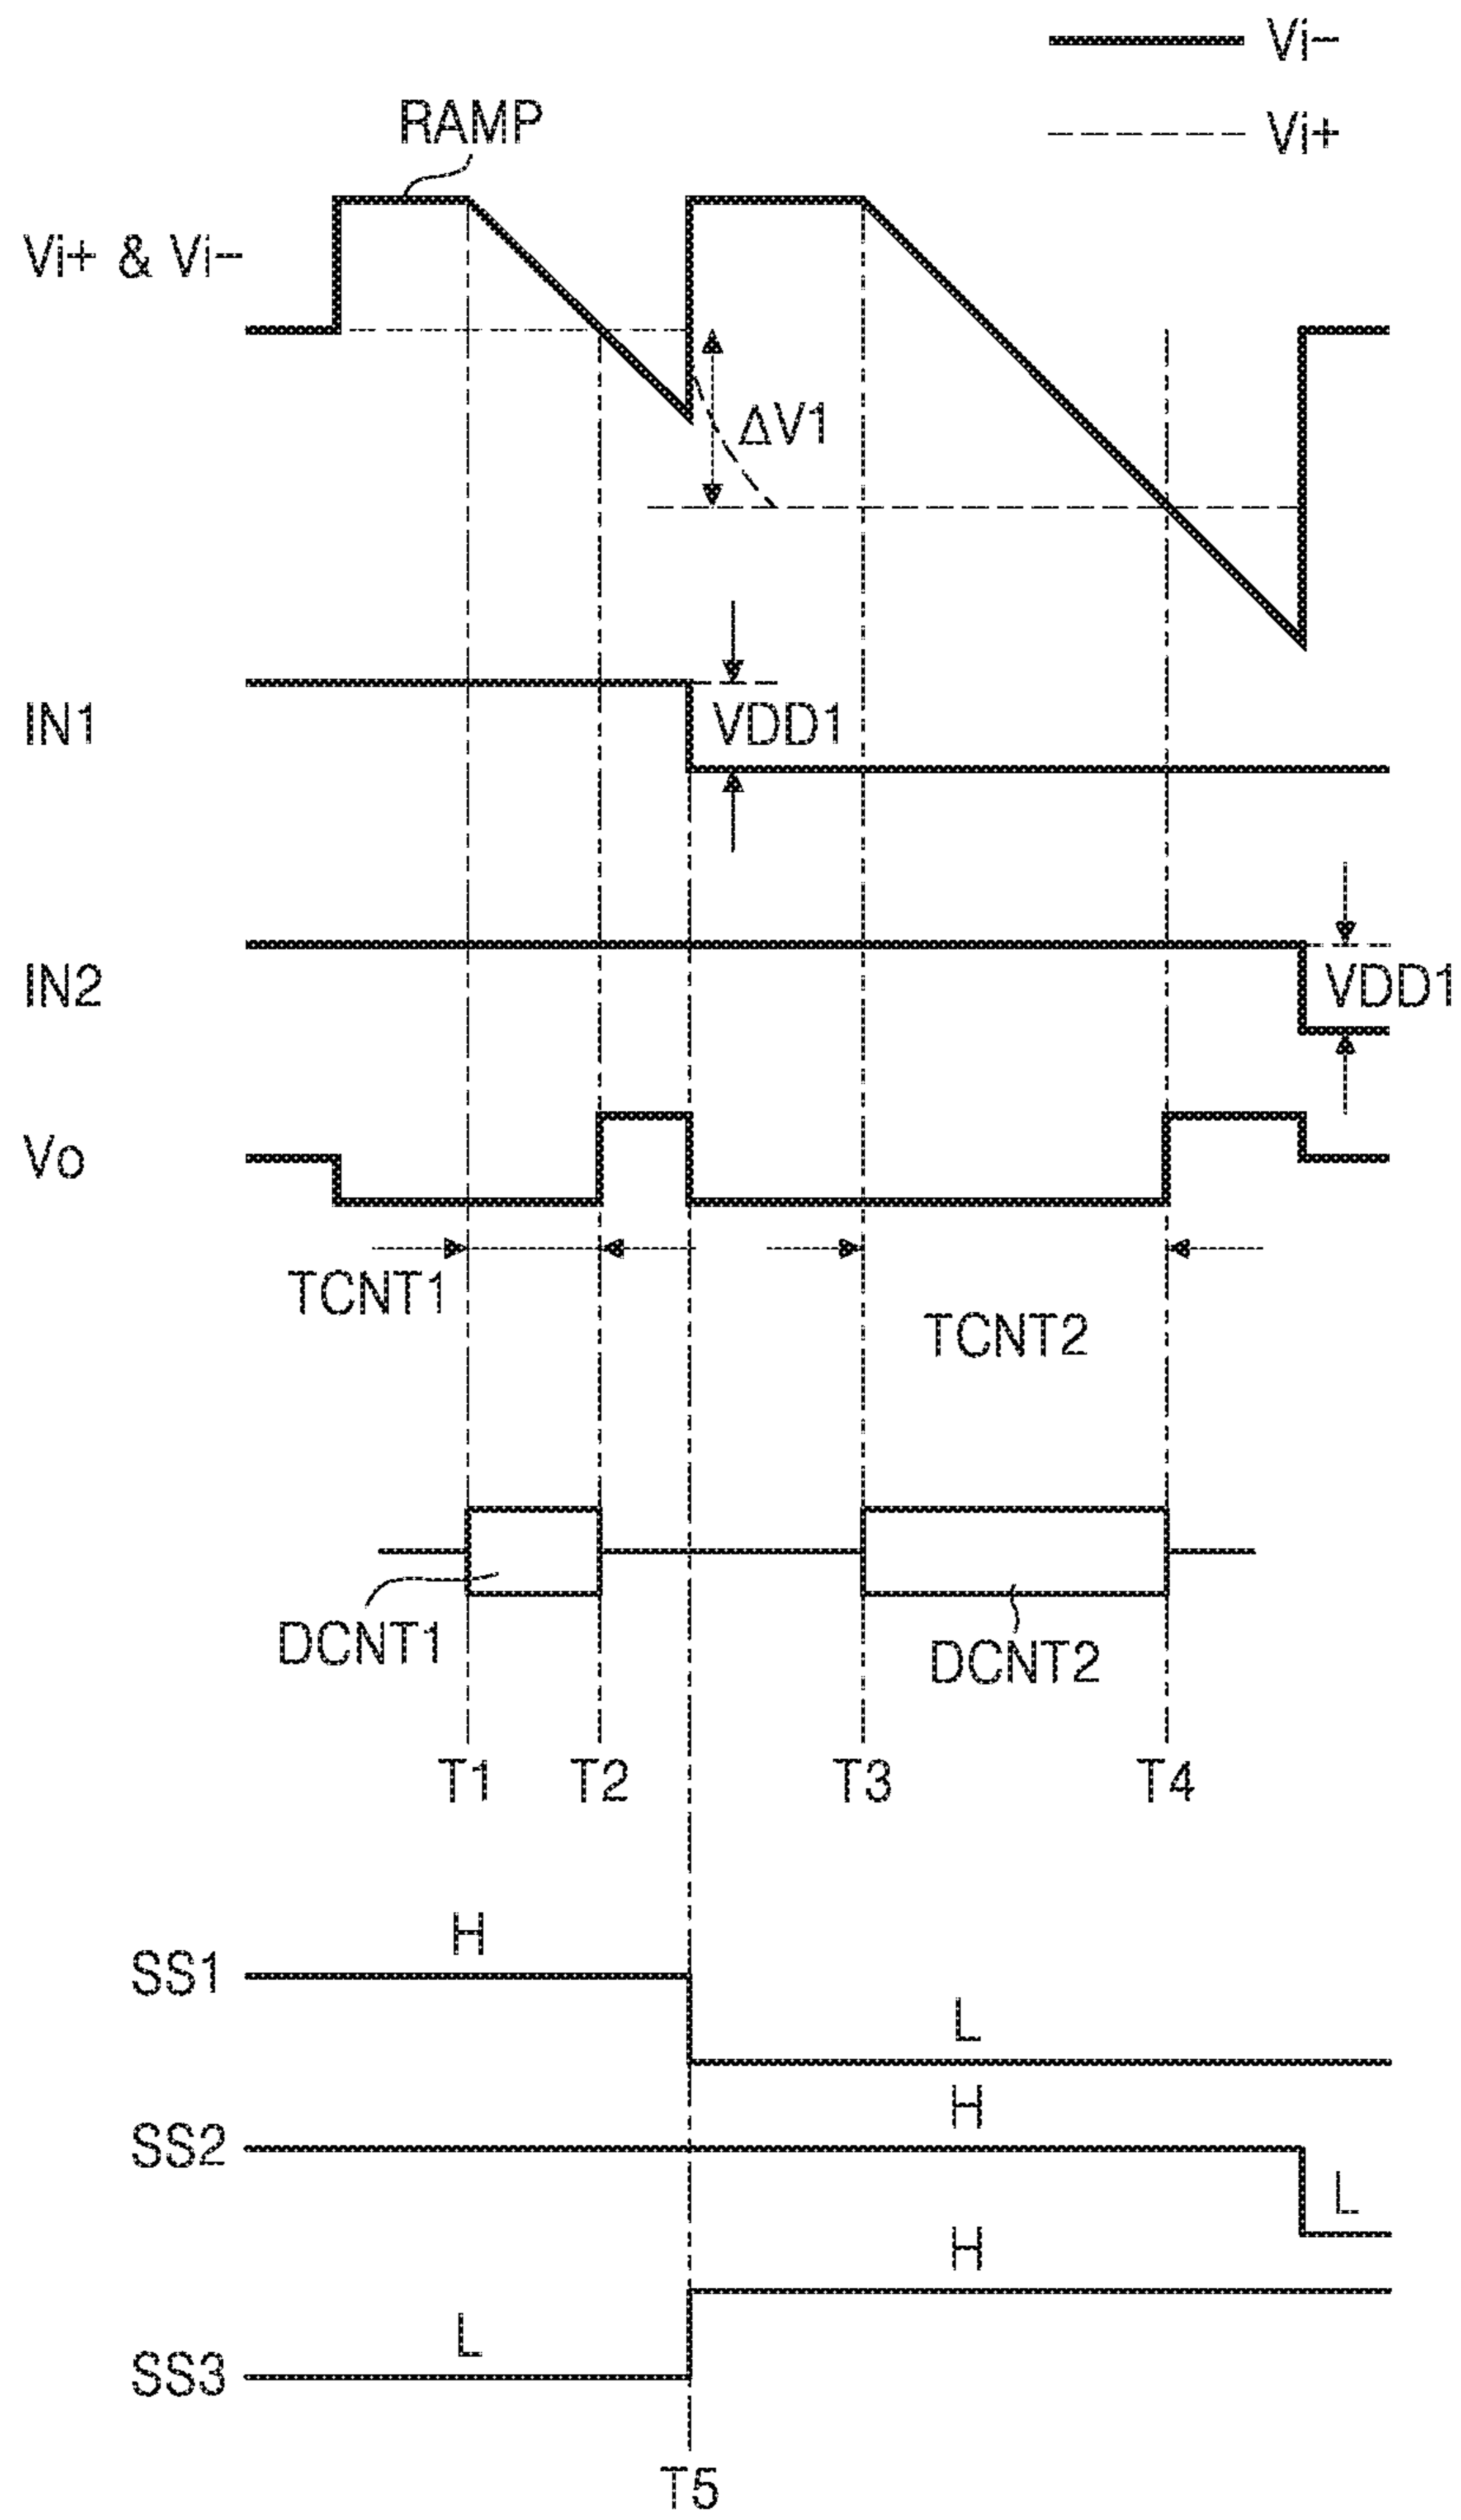 Vi−
Vi+
RAMP
Vi+ & Vi−
ΔV1
IN1
VDD1
IN2
VDD1
Vo
TCNT1
TCNT2
DCNT1
DCNT2
T1 T2 T3 T4
H
SS1
L
H
SS2
L
H
L
SS3
T5